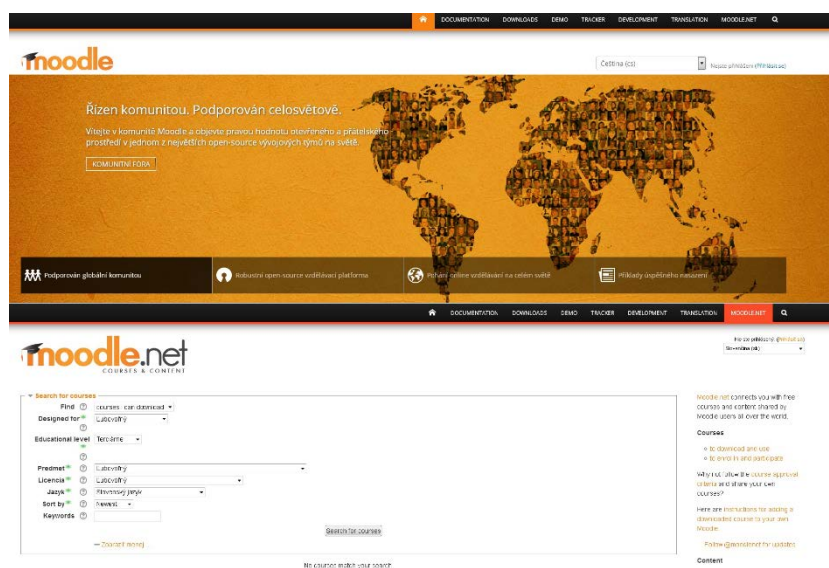 DOCUMENTATION DOWNLOADS DEMO TRACKER DEVELOPMENT TRANSLATION MOODLE.NET
moodle
Čeština (cs)
Nejste přihlášeni (Přihlásit se)
Řízen komunitou. Podporován celosvětově.
Vítejte v komunitě Moodle a objevte pravou hodnotu otevřeného a přátelského
prostředí v jednom z největších open-source vývojových týmů na světě.
KOMUNITNÍ FÓRA
Podporován globální komunitou
Robustní open-source vzdělávací platforma
Pohání online vzdělávání na celém světě
Příklady úspěšného nasazení
DOCUMENTATION DOWNLOADS DEMO TRACKER DEVELOPMENT TRANSLATION MOODLE.NET
moodle.net
COURSES & CONTENT
Slovenčina (sk)
Search for courses
Find courses I can download
Designed for Ľubovoľný
Educational level Terciárne
Predmet Ľubovoľný
Licencia Ľubovoľný
Jazyk Slovenský jazyk
Sort by Newest
Keywords
Search for courses
Zobraziť menej...
No courses match your search
Moodle.net connects you with free
courses and content shared by
Moodle users all over the world.
Courses
to download and use
to enrol in and participate
Why not follow the course approval
criteria and share your own
courses?
Here are instructions for adding a
downloaded course to your own
Moodle.
Follow @moodlenet for updates
Content